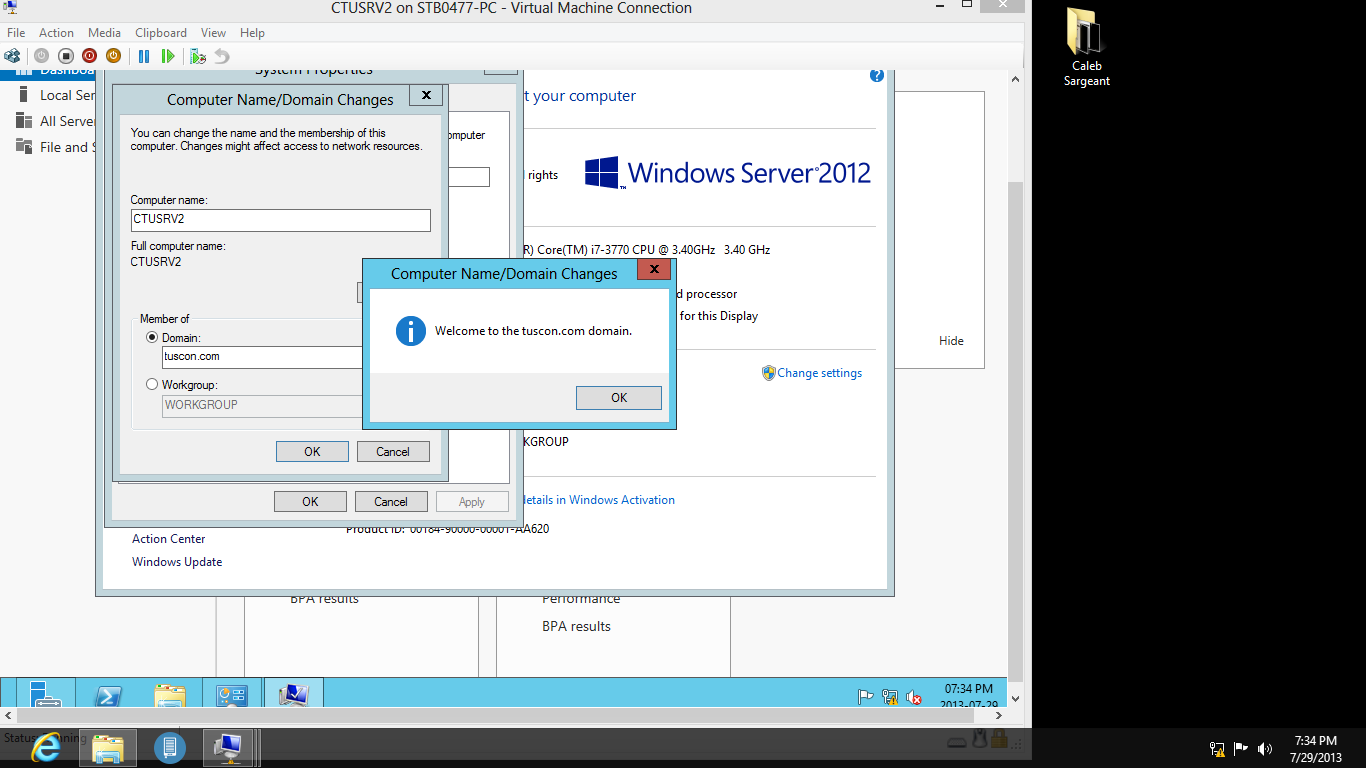 CTUSRV2 on STB0477-PC - Virtual Machine Connection
File Action Media Clipboard View Help
Dashboa
Local Ser
All Server
File and S
System Properties
Computer Name/Domain Changes
x
You can change the name and the membership of this
computer. Changes might affect access to network resources.
Computer name:
CTUSRV2
Full computer name:
CTUSRV2
Member of
Domain:
tuscon.com
Workgroup:
WORKGROUP
OK Cancel
OK Cancel Apply
omputer
Computer Name/Domain Changes
x
Welcome to the tuscon.com domain.
OK
t your computer
rights
Windows Server 2012
R) Core(TM) i7-3770 CPU @ 3.40GHz 3.40 GHz
d processor
for this Display
Change settings
KGROUP
details in Windows Activation
Product ID: 00184-90000-00001-AA620
Action Center
Windows Update
Hide
BPA results
Performance
BPA results
07:34 PM
2013-07-29
Status: Running
Caleb
Sargeant
7:34 PM
7/29/2013